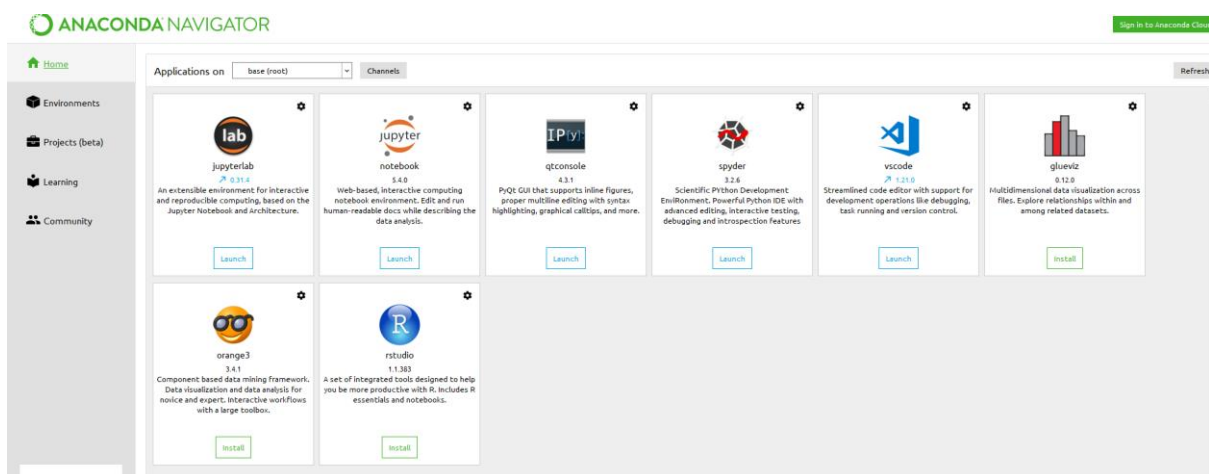 ANACONDA NAVIGATOR
Sign in to Anaconda Cloud
Home
Environments
Projects (beta)
Learning
Community
Applications on
base (root)
Channels
Refresh
lab
jupyterlab
0.31.4
An extensible environment for interactive
and reproducible computing, based on the
Jupyter Notebook and Architecture.
Launch
jupyter
notebook
5.4.0
Web-based, interactive computing
notebook environment. Edit and run
human-readable docs while describing the
data analysis.
Launch
IP[y]:
qtconsole
4.3.1
PyQt GUI that supports inline figures,
proper multiline editing with syntax
highlighting, graphical calltips, and more.
Launch
spyder
3.2.6
Scientific PYthon Development
EnviRonment. Powerful Python IDE with
advanced editing, interactive testing,
debugging and introspection features
Launch
vscode
1.21.0
Streamlined code editor with support for
development operations like debugging,
task running and version control.
Launch
glueviz
0.12.0
Multidimensional data visualization across
files. Explore relationships within and
among related datasets.
Install
orange3
3.4.1
Component based data mining framework.
Data visualization and data analysis for
novice and expert. Interactive workflows
with a large toolbox.
Install
R
rstudio
1.1.383
A set of integrated tools designed to help
you be more productive with R. Includes R
essentials and notebooks.
Install